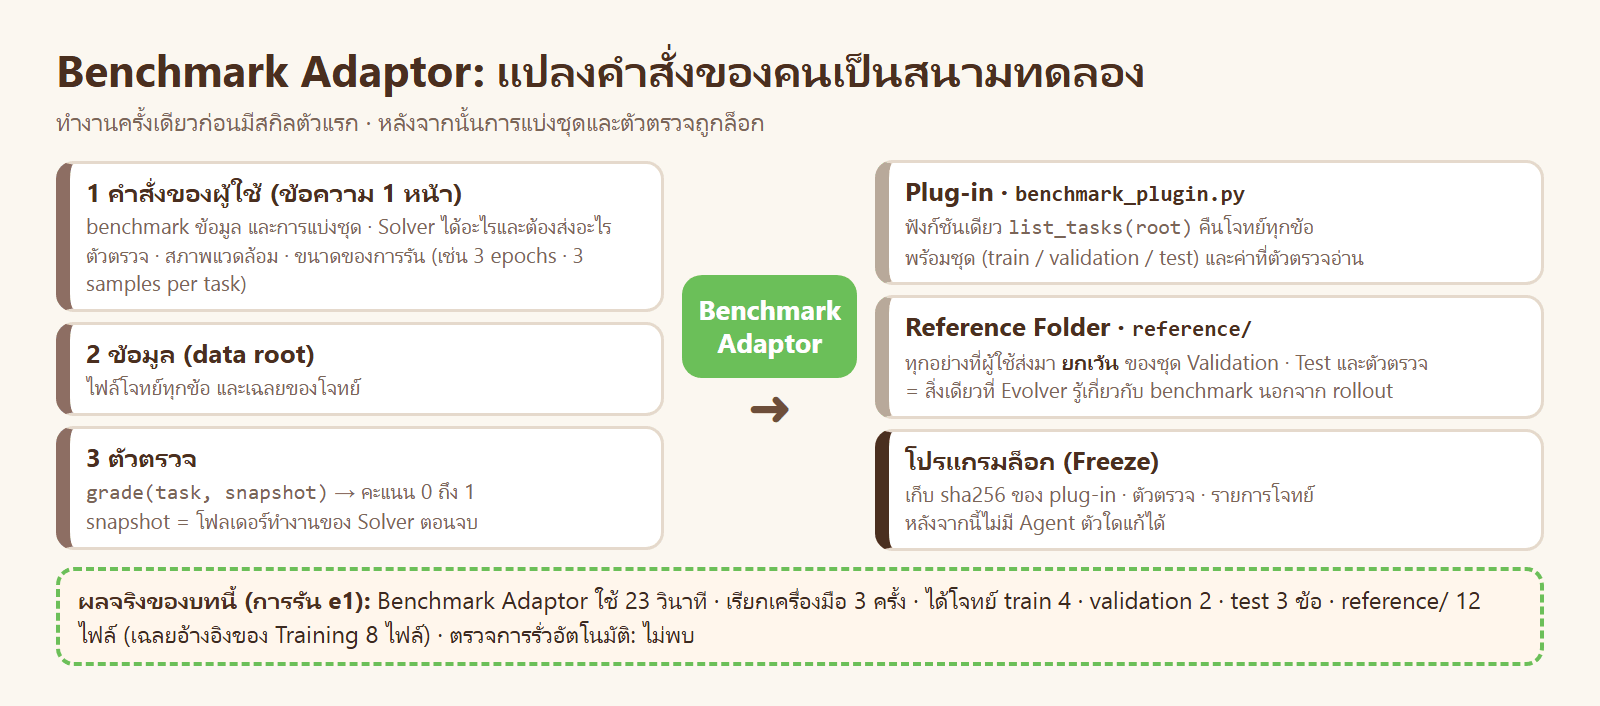 Benchmark Adaptor: แปลงคำสั่งของคนเป็นสนามทดลอง
ทำงานครั้งเดียวก่อนมีสกิลตัวแรก · หลังจากนั้นการแบ่งชุดและตัวตรวจถูกล็อก
1 คำสั่งของผู้ใช้ (ข้อความ 1 หน้า)
benchmark ข้อมูล และการแบ่งชุด · Solver ได้อะไรและต้องส่งอะไร
ตัวตรวจ · สภาพแวดล้อม · ขนาดของการรัน (เช่น 3 epochs · 3
samples per task)
2 ข้อมูล (data root)
ไฟล์โจทย์ทุกข้อ และเฉลยของโจทย์
3 ตัวตรวจ
grade(task, snapshot) → คะแนน 0 ถึง 1
snapshot = โฟลเดอร์ทำงานของ Solver ตอนจบ
Benchmark
Adaptor
➜
Plug-in · benchmark_plugin.py
ฟังก์ชันเดียว list_tasks(root) คืนโจทย์ทุกข้อ
พร้อมชุด (train / validation / test) และค่าที่ตัวตรวจอ่าน
Reference Folder · reference/
ทุกอย่างที่ผู้ใช้ส่งมา ยกเว้น ของชุด Validation · Test และตัวตรวจ
= สิ่งเดียวที่ Evolver รู้เกี่ยวกับ benchmark นอกจาก rollout
โปรแกรมล็อก (Freeze)
เก็บ sha256 ของ plug-in · ตัวตรวจ · รายการโจทย์
หลังจากนี้ไม่มี Agent ตัวใดแก้ได้
ผลจริงของบทนี้ (การรัน e1): Benchmark Adaptor ใช้ 23 วินาที · เรียกเครื่องมือ 3 ครั้ง · ได้โจทย์ train 4 · validation 2 · test 3 ข้อ · reference/ 12
ไฟล์ (เฉลยอ้างอิงของ Training 8 ไฟล์) · ตรวจการรั่วอัตโนมัติ: ไม่พบ